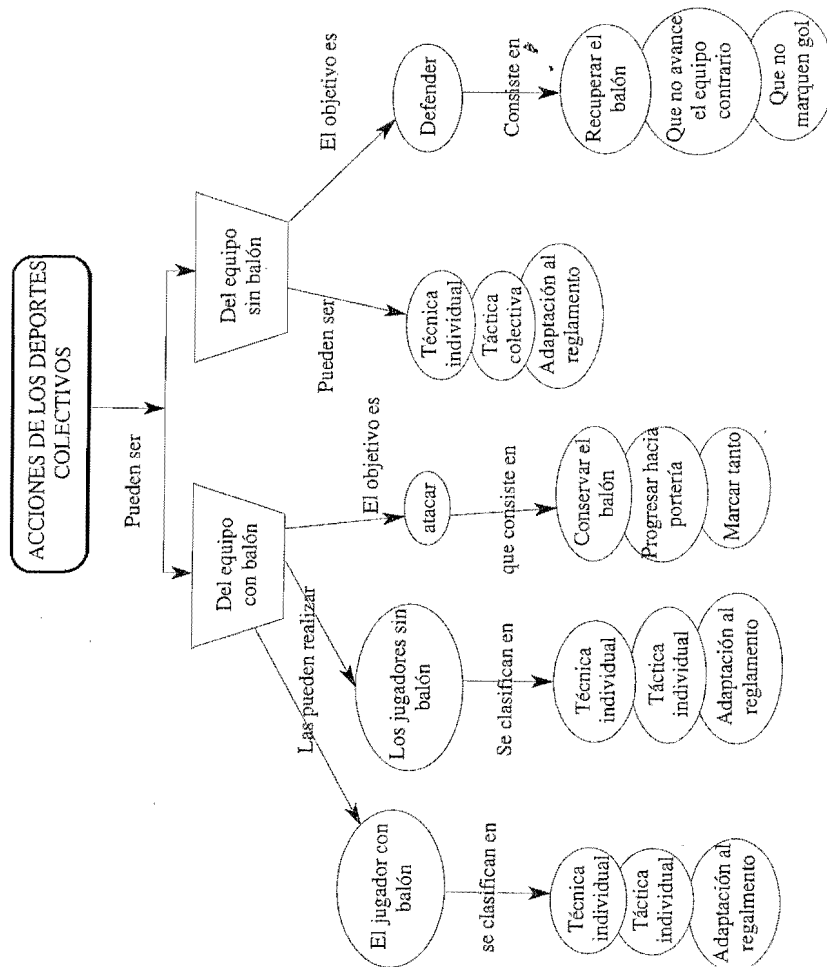 ACCIONES DE LOS DEPORTES
COLECTIVOS
Pueden ser
Del equipo
con balón
Del equipo
sin balón
Las pueden realizar
El objetivo es
Pueden ser
El objetivo es
El jugador con
balón
Los jugadores sin
balón
atacar
Defender
se clasifican en
Se clasifican en
que consiste en
Consiste en
Técnica
individual
Táctica
individual
Adaptación al
regalmento
Técnica
individual
Táctica
individual
Adaptación al
reglamento
Conservar el
balón
Progresar hacia
portería
Marcar tanto
Técnica
individual
Táctica
colectiva
Adaptación al
reglamento
Recuperar el
balón
Que no avance
el equipo
contrario
Que no
marquen gol